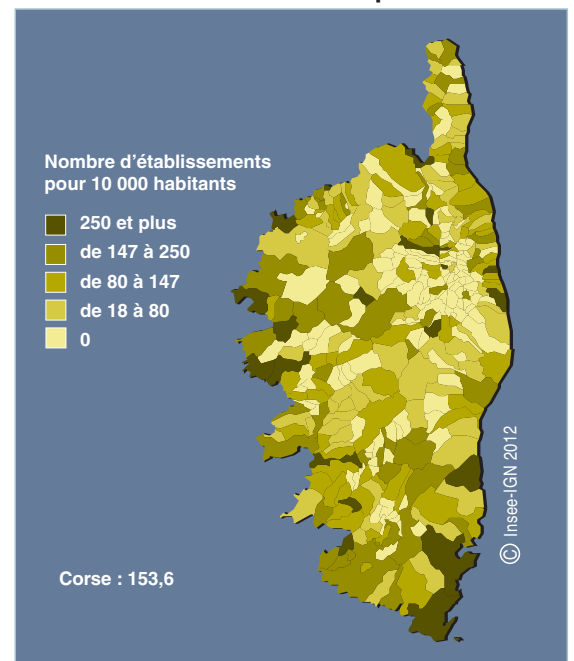 Nombre d'établissements
pour 10 000 habitants
250 et plus
de 147 à 250
de 80 à 147
de 18 à 80
0
© Insee-IGN 2012
Corse : 153,6